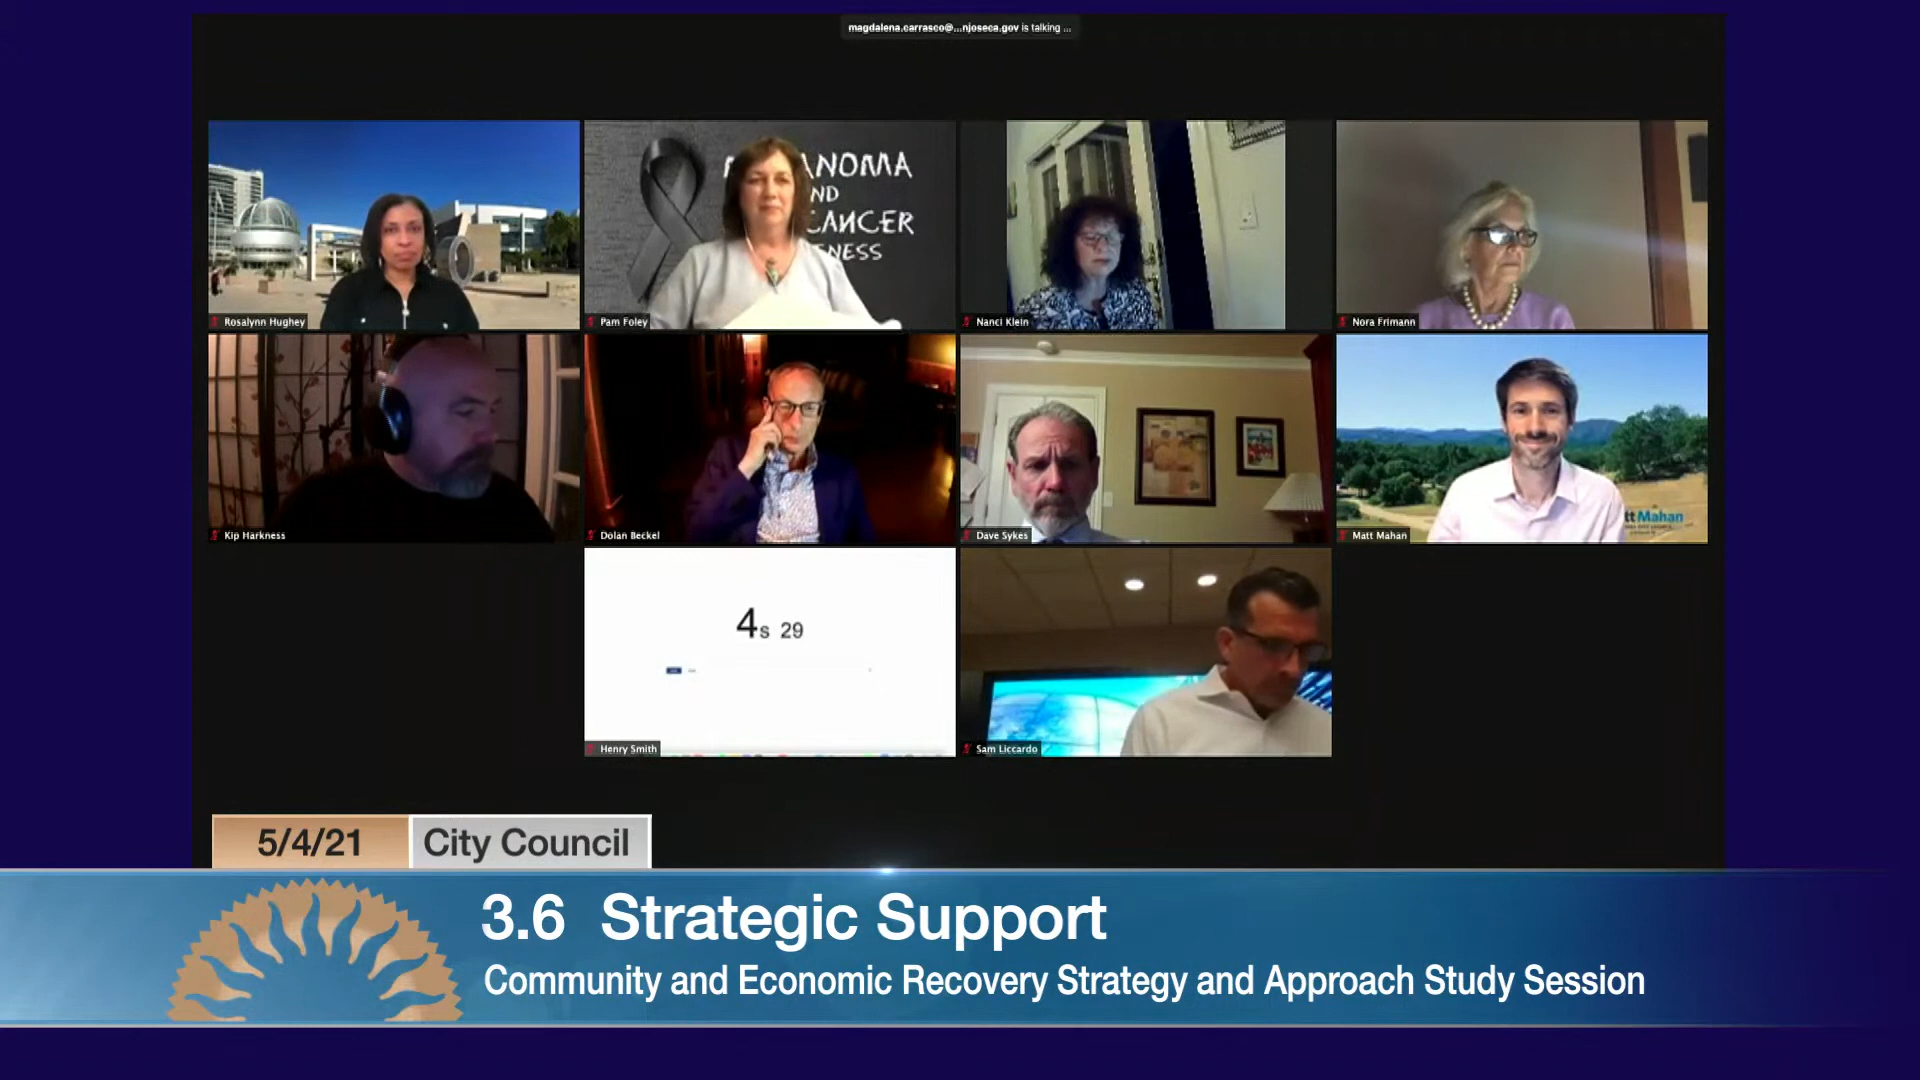 magdalena.carrasco@...njoseca.gov is talking ...
ANOMA
ND
CANCER
NESS
Rosalynn Hughey
Pam Foley
Nanci Klein
Nora Frimann
tt Mahan
Kip Harkness
Dolan Beckel
Dave Sykes
Matt Mahan
4s 29
Henry Smith
Sam Liccardo
5/4/21
City Council
3.6 Strategic Support
Community and Economic Recovery Strategy and Approach Study Session